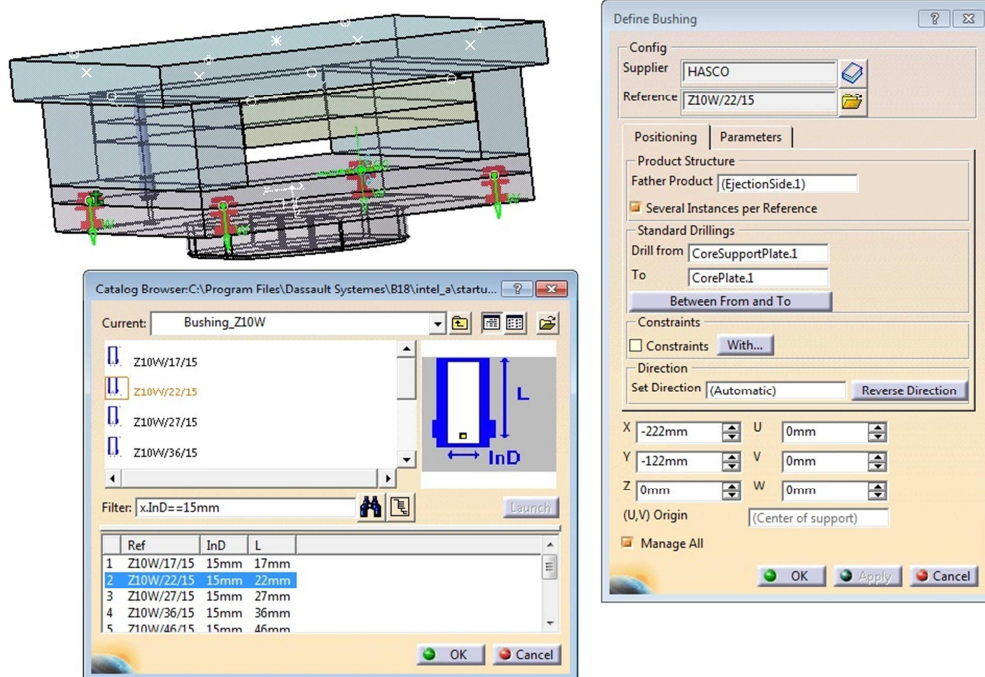 Define Bushing
Config
Supplier HASCO
Reference Z10W/22/15
Positioning Parameters
Product Structure
Father Product (EjectionSide.1)
Several Instances per Reference
Standard Drillings
Drill from CoreSupportPlate.1
To CorePlate.1
Between From and To
Constraints
Constraints With...
Direction
Set Direction (Automatic) Reverse Direction
X -222mm U 0mm
Y -122mm V 0mm
Z 0mm W 0mm
(U,V) Origin (Center of support)
Manage All
OK Apply Cancel
Catalog Browser:C:\Program Files\Dassault Systemes\B18\intel_a\startu...
Current: Bushing_Z10W
Z10W/17/15
Z10W/22/15
Z10W/27/15
Z10W/36/15
L
InD
Filter: x.InD==15mm Launch
Ref InD L
1 Z10W/17/15 15mm 17mm
2 Z10W/22/15 15mm 22mm
3 Z10W/27/15 15mm 27mm
4 Z10W/36/15 15mm 36mm
5 Z10W/46/15 15mm 46mm
OK Cancel